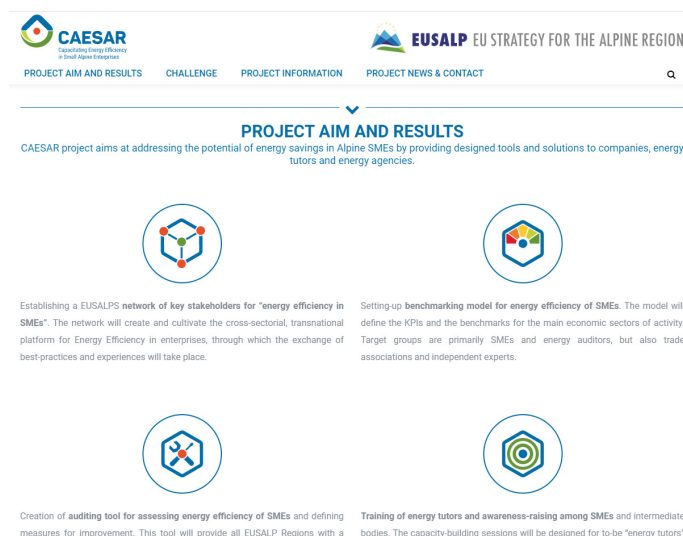 CAESAR
Capacitating Energy Efficiency
in Small Alpine Enterprises
EUSALP EU STRATEGY FOR THE ALPINE REGION
PROJECT AIM AND RESULTS CHALLENGE PROJECT INFORMATION PROJECT NEWS & CONTACT
PROJECT AIM AND RESULTS
CAESAR project aims at addressing the potential of energy savings in Alpine SMEs by providing designed tools and solutions to companies, energy
tutors and energy agencies.
Establishing a EUSALPS network of key stakeholders for "energy efficiency in
SMEs". The network will create and cultivate the cross-sectorial, transnational
platform for Energy Efficiency in enterprises, through which the exchange of
best-practices and experiences will take place.
Setting-up benchmarking model for energy efficiency of SMEs. The model will
define the KPIs and the benchmarks for the main economic sectors of activity.
Target groups are primarily SMEs and energy auditors, but also trade
associations and independent experts.
Creation of auditing tool for assessing energy efficiency of SMEs and defining
measures for improvement. This tool will provide all EUSALP Regions with a
Training of energy tutors and awareness-raising among SMEs and intermediate
bodies. The capacity-building sessions will be designed for to-be "energy tutors"